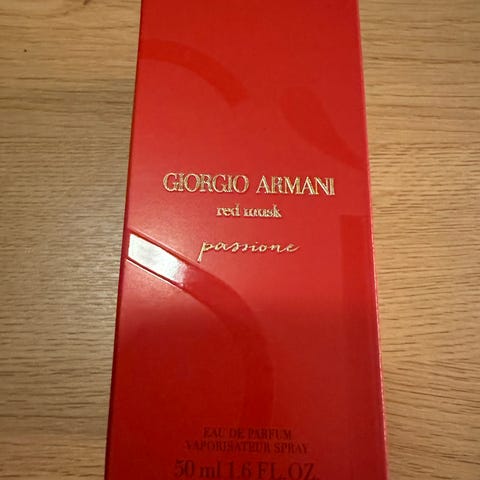 GIORGIO ARMANI
red musk
passione
EAU DE PARFUM
VAPORISATEUR SPRAY
50 ml 1.6 FL.OZ.